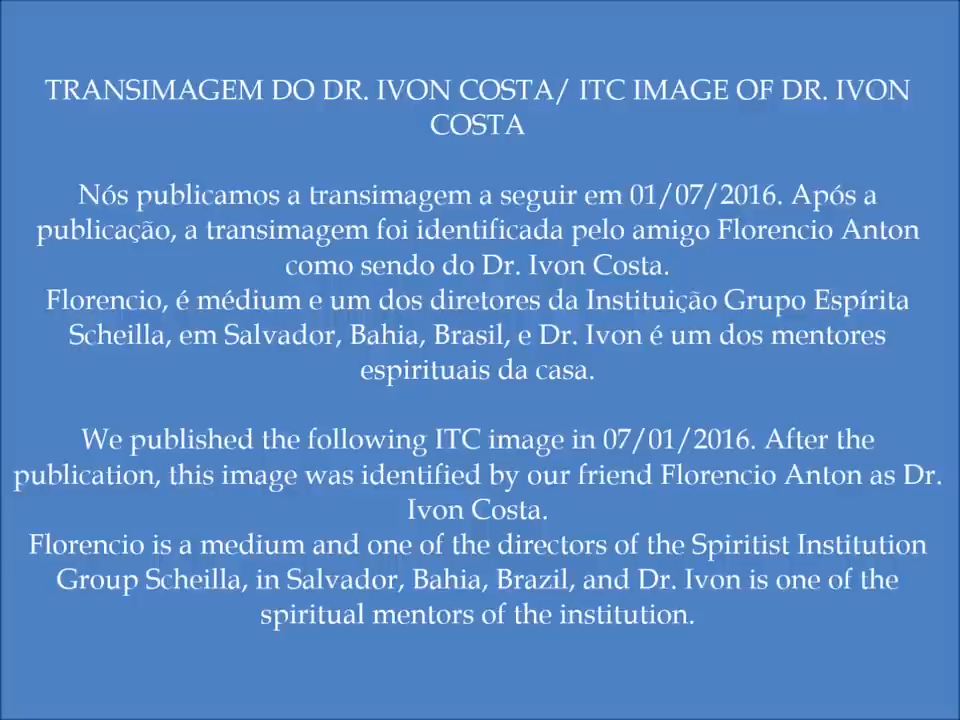 TRANSIMAGEM DO DR. IVON COSTA/ ITC IMAGE OF DR. IVON
COSTA
Nós publicamos a transimagem a seguir em 01/07/2016. Após a
publicação, a transimagem foi identificada pelo amigo Florencio Anton
como sendo do Dr. Ivon Costa.
Florencio, é médium e um dos diretores da Instituição Grupo Espírita
Scheilla, em Salvador, Bahia, Brasil, e Dr. Ivon é um dos mentores
espirituais da casa.
We published the following ITC image in 07/01/2016. After the
publication, this image was identified by our friend Florencio Anton as Dr.
Ivon Costa.
Florencio is a medium and one of the directors of the Spiritist Institution
Group Scheilla, in Salvador, Bahia, Brazil, and Dr. Ivon is one of the
spiritual mentors of the institution.